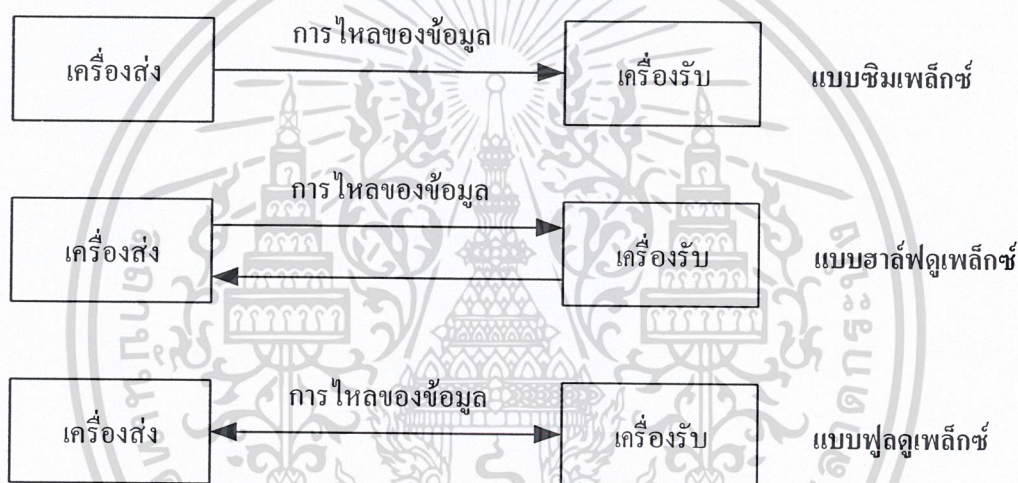 การไหลของข้อมูล
เครื่องส่ง
เครื่องรับ
แบบซิมเพล็กซ์
การไหลของข้อมูล
เครื่องส่ง
เครื่องรับ
แบบฮาล์ฟดูเพล็กซ์
การไหลของข้อมูล
เครื่องส่ง
เครื่องรับ
แบบฟูลดูเพล็กซ์